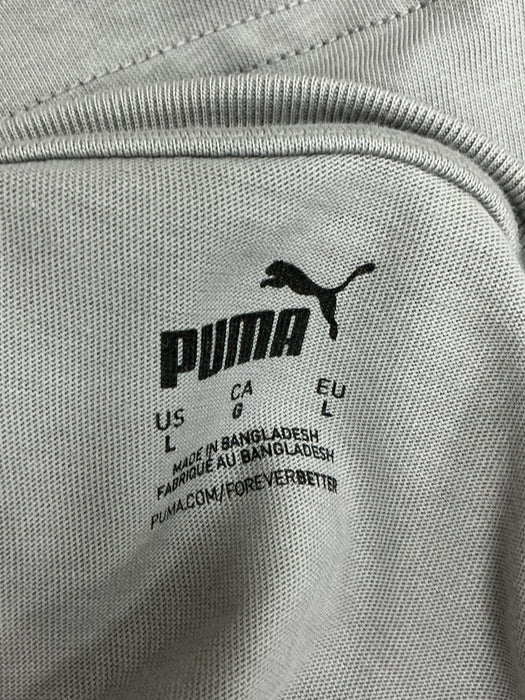 PUMA
US CA EU
L G L
MADE IN BANGLADESH
FABRIQUÉ AU BANGLADESH
PUMA.COM/FOREVERBETTER